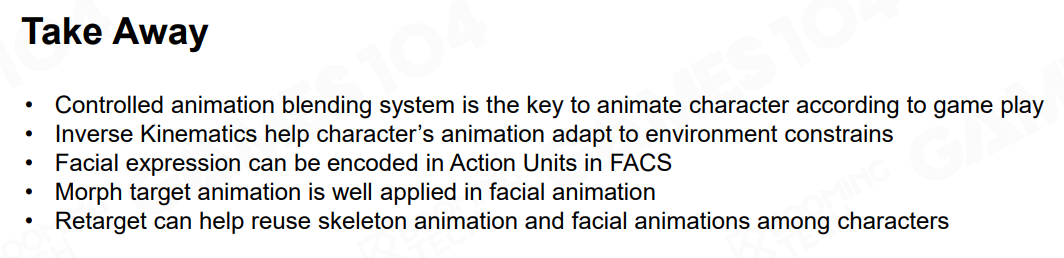 Take Away
• Controlled animation blending system is the key to animate character according to game play
• Inverse Kinematics help character's animation adapt to environment constrains
• Facial expression can be encoded in Action Units in FACS
• Morph target animation is well applied in facial animation
• Retarget can help reuse skeleton animation and facial animations among characters